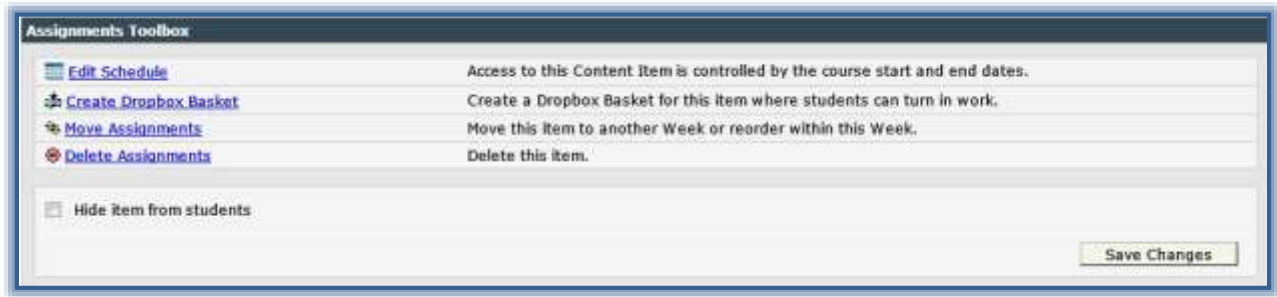 Assignments Toolbox
Edit Schedule Access to this Content Item is controlled by the course start and end dates.
Create Dropbox Basket Create a Dropbox Basket for this item where students can turn in work.
Move Assignments Move this item to another Week or reorder within this Week.
Delete Assignments Delete this item.
Hide item from students
Save Changes